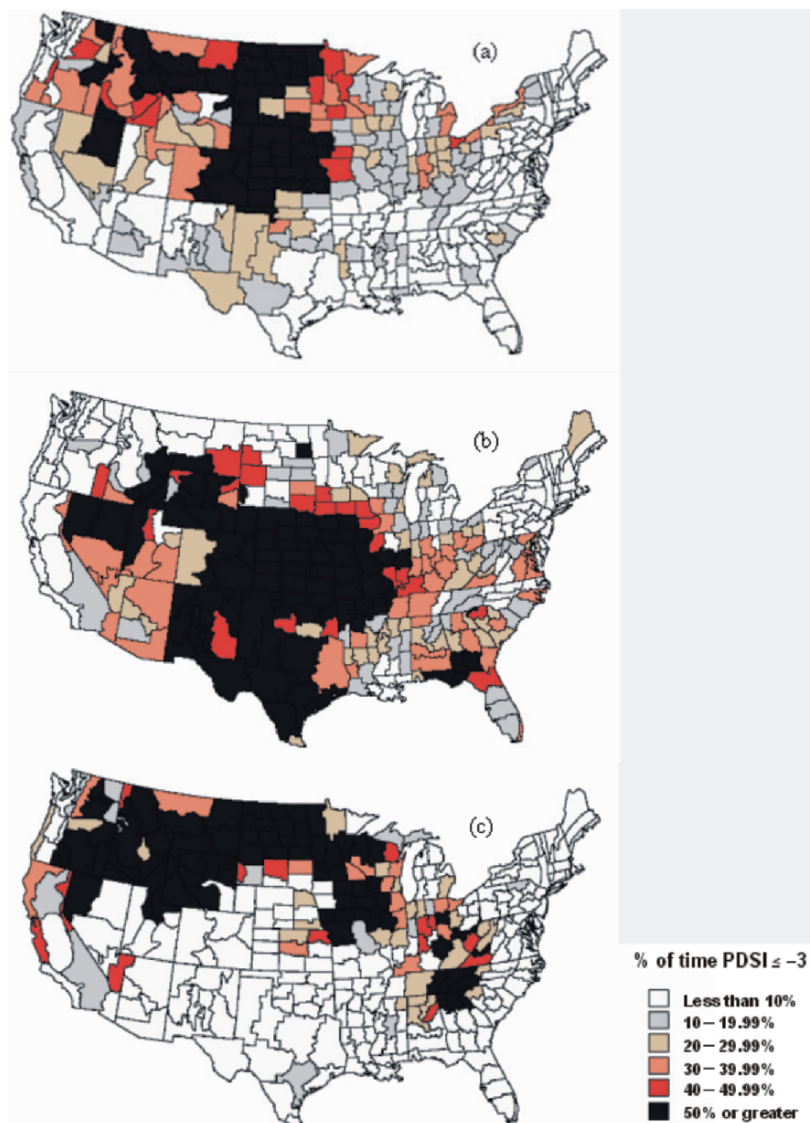 (a)
(b)
(c)
% of time PDSI ≤ −3
Less than 10%
10 – 19.99%
20 – 29.99%
30 – 39.99%
40 – 49.99%
50% or greater